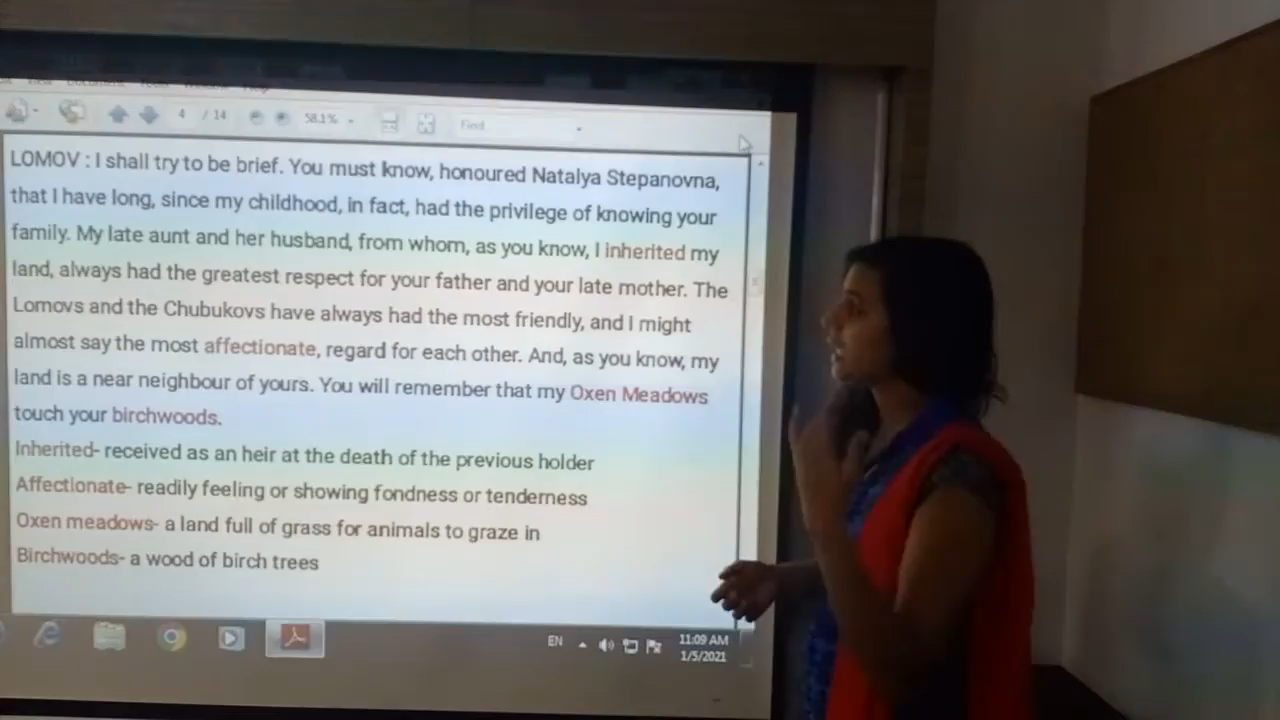 4 / 14 58.1% Find
LOMOV : I shall try to be brief. You must know, honoured Natalya Stepanovna,
that I have long, since my childhood, in fact, had the privilege of knowing your
family. My late aunt and her husband, from whom, as you know, I inherited my
land, always had the greatest respect for your father and your late mother. The
Lomovs and the Chubukovs have always had the most friendly, and I might
almost say the most affectionate, regard for each other. And, as you know, my
land is a near neighbour of yours. You will remember that my Oxen Meadows
touch your birchwoods.
Inherited- received as an heir at the death of the previous holder
Affectionate- readily feeling or showing fondness or tenderness
Oxen meadows- a land full of grass for animals to graze in
Birchwoods- a wood of birch trees
EN
11:09 AM
1/5/2021